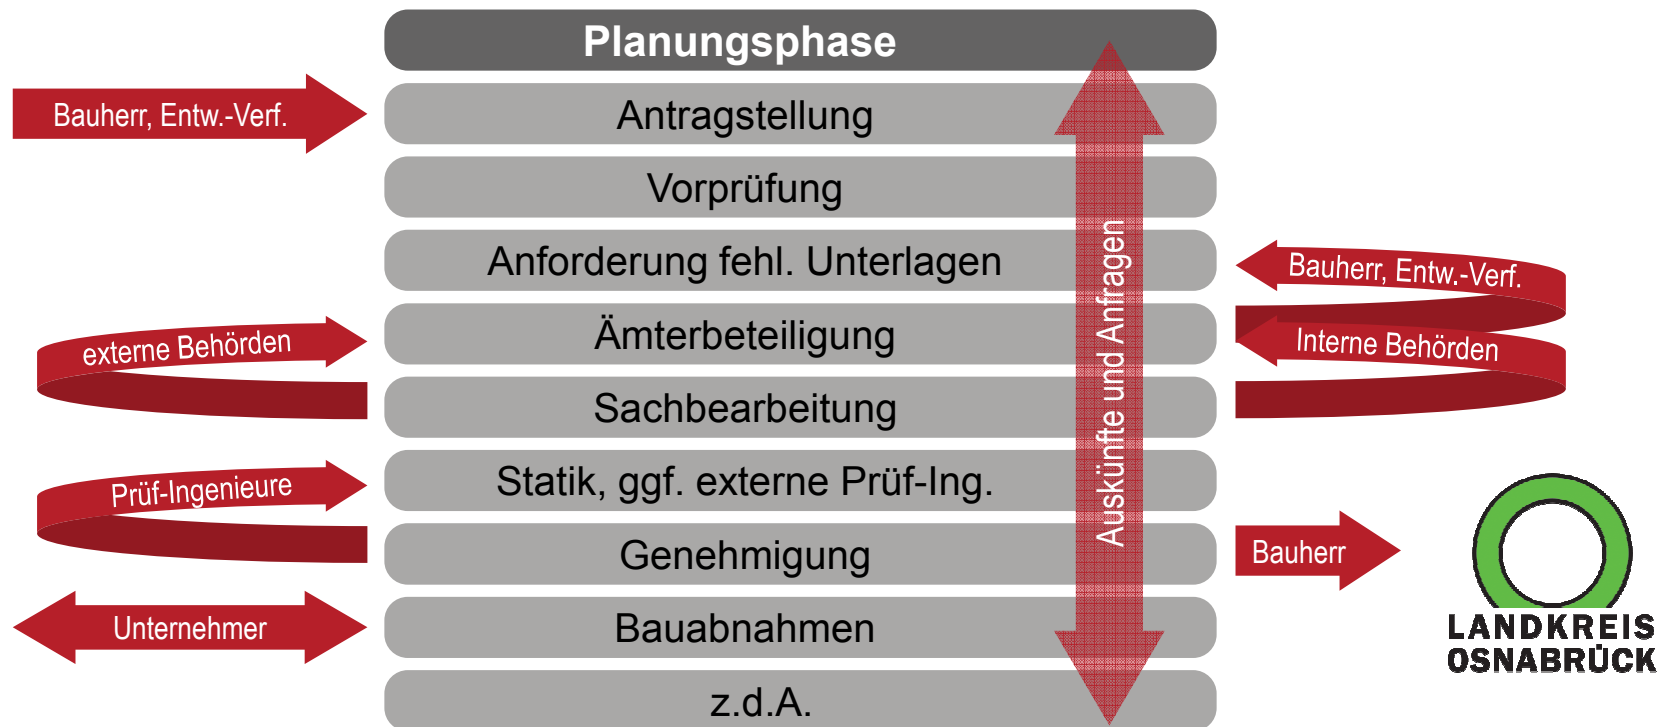 Planungsphase
Bauherr, Entw.-Verf.
Antragstellung
Vorprüfung
Anforderung fehl. Unterlagen
Bauherr, Entw.-Verf.
externe Behörden
Ämterbeteiligung
Interne Behörden
Sachbearbeitung
Prüf-Ingenieure
Statik, ggf. externe Prüf-Ing.
Genehmigung
Bauherr
Unternehmer
Bauabnahmen
z.d.A.
Auskünfte und Anfragen
LANDKREIS
OSNABRÜCK